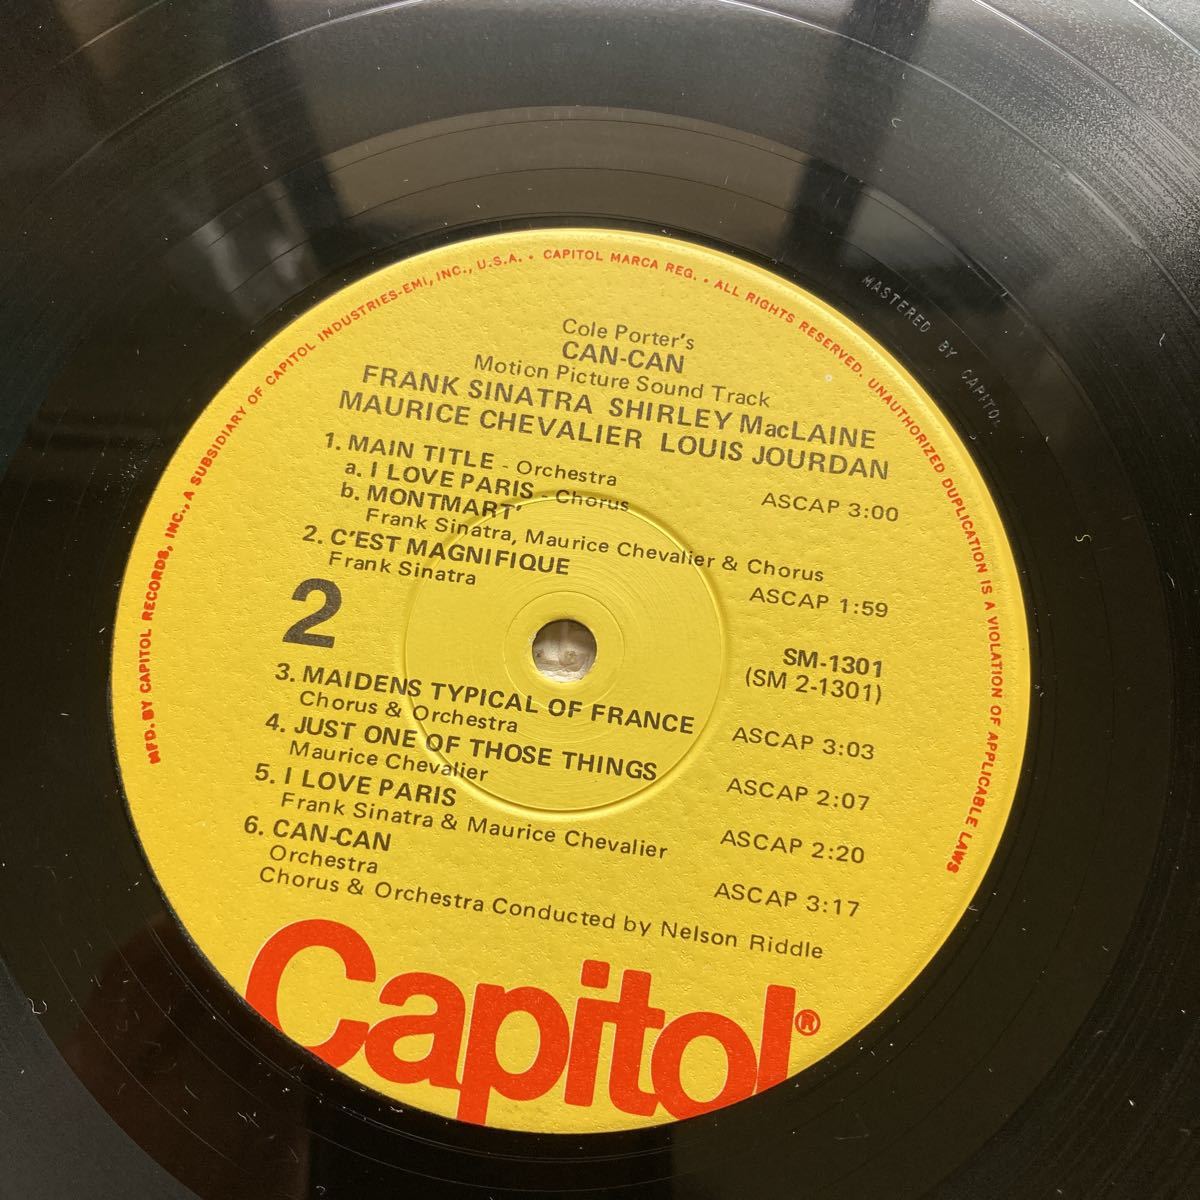 MFD. BY CAPITOL RECORDS, INC., A SUBSIDIARY OF CAPITOL INDUSTRIES-EMI, INC., U.S.A. • CAPITOL MARCA REG. • ALL RIGHTS RESERVED. UNAUTHORIZED DUPLICATION IS A VIOLATION OF APPLICABLE LAWS
MASTERED BY CAPITOL
Cole Porter's
CAN-CAN
Motion Picture Sound Track
FRANK SINATRA SHIRLEY MacLAINE
MAURICE CHEVALIER LOUIS JOURDAN
1. MAIN TITLE - Orchestra
a. I LOVE PARIS - Chorus ASCAP 3:00
b. MONTMART'
Frank Sinatra, Maurice Chevalier & Chorus
2. C'EST MAGNIFIQUE
Frank Sinatra ASCAP 1:59
2
SM-1301
(SM 2-1301)
3. MAIDENS TYPICAL OF FRANCE
Chorus & Orchestra ASCAP 3:03
4. JUST ONE OF THOSE THINGS
Maurice Chevalier ASCAP 2:07
5. I LOVE PARIS
Frank Sinatra & Maurice Chevalier ASCAP 2:20
6. CAN-CAN
Orchestra ASCAP 3:17
Chorus & Orchestra Conducted by Nelson Riddle
Capitol®